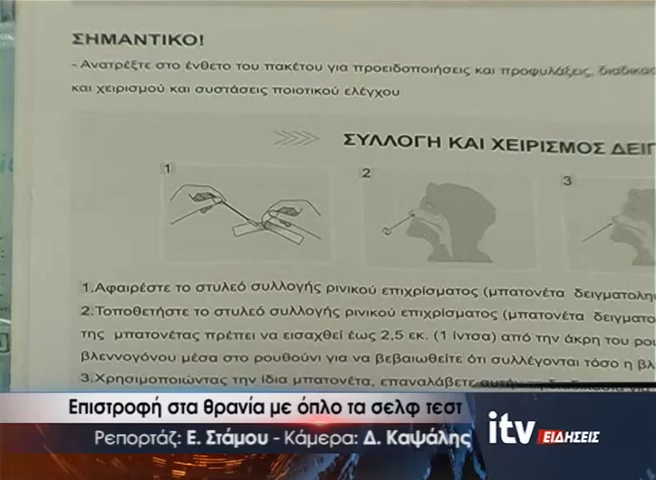 ΣΗΜΑΝΤΙΚΟ!
- Ανατρέξτε στο ένθετο του πακέτου για προειδοποιήσεις και προφυλάξεις,
και χειρισμού και συστάσεις ποιοτικού ελέγχου
ΣΥΛΛΟΓΗ ΚΑΙ ΧΕΙΡΙΣΜΟΣ ΔΕΙΓ
1
2
3
1.Αφαιρέστε το στυλεό συλλογής ρινικού επιχρίσματος (μπατονέτα δειγματολη
2.Τοποθετήστε το στυλεό συλλογής ρινικού επιχρίσματος (μπατονέτα δειγματο
της μπατονέτας πρέπει να εισαχθεί έως 2,5 εκ. (1 ίντσα) από την άκρη του ρου
βλεννογόνου μέσα στο ρουθούνι για να βεβαιωθείτε ότι συλλέγονται τόσο η βλ
3.Χρησιμοποιώντας την ίδια μπατονέτα, επαναλάβετε
Επιστροφή στα θρανία με όπλο τα σελφ τεστ
Ρεπορτάζ: Ε. Στάμου - Κάμερα: Δ. Καψάλης
itv ΕΙΔΗΣΕΙΣ